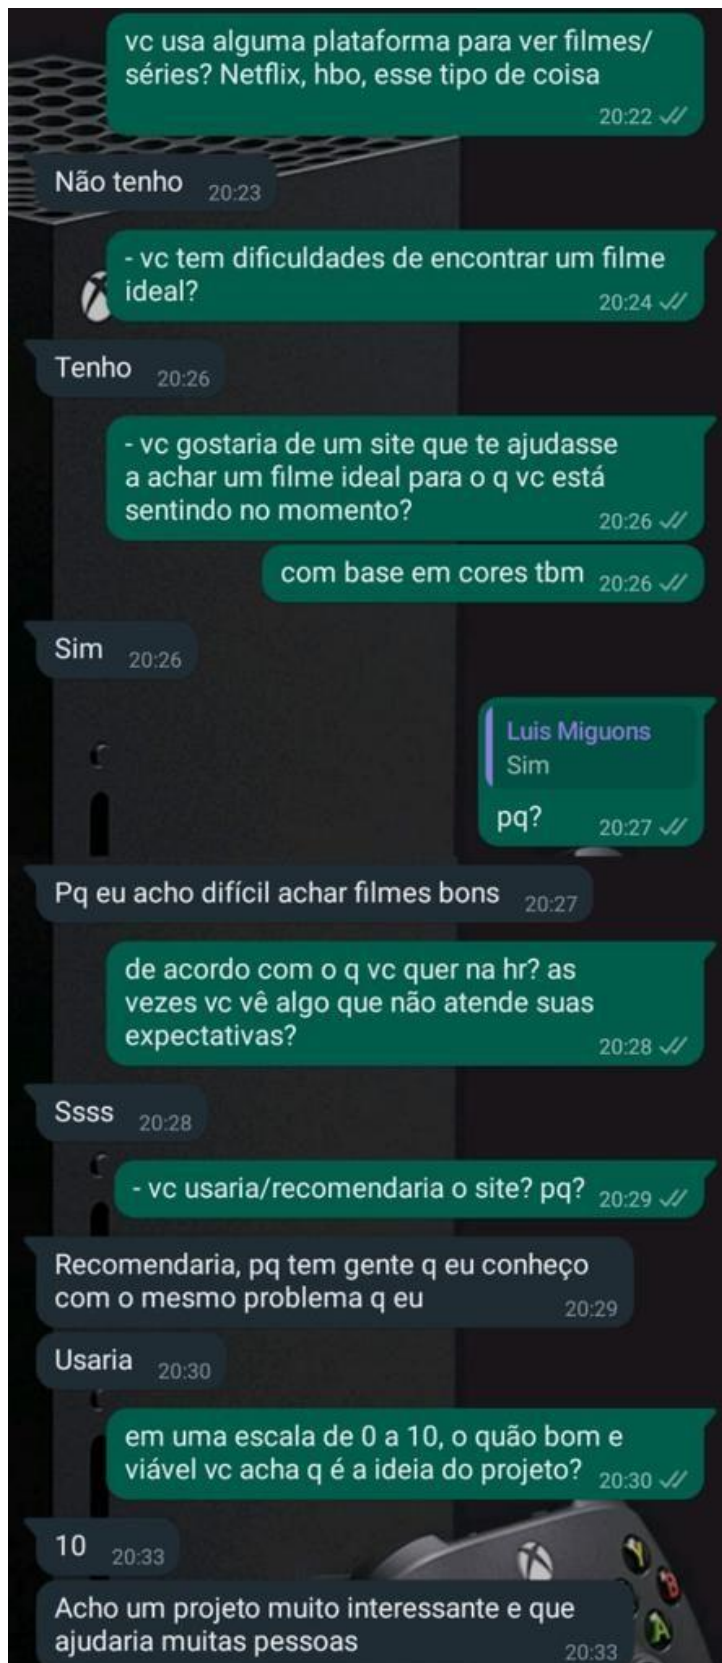 vc usa alguma plataforma para ver filmes/
séries? Netflix, hbo, esse tipo de coisa
20:22
Não tenho 20:23
- vc tem dificuldades de encontrar um filme
ideal?
20:24
Tenho 20:26
- vc gostaria de um site que te ajudasse
a achar um filme ideal para o q vc está
sentindo no momento?
20:26
com base em cores tbm 20:26
Sim 20:26
Luis Miguons
Sim
pq? 20:27
Pq eu acho difícil achar filmes bons 20:27
de acordo com o q vc quer na hr? as
vezes vc vê algo que não atende suas
expectativas?
20:28
Ssss 20:28
- vc usaria/recomendaria o site? pq? 20:29
Recomendaria, pq tem gente q eu conheço
com o mesmo problema q eu 20:29
Usaria 20:30
em uma escala de 0 a 10, o quão bom e
viável vc acha q é a ideia do projeto? 20:30
10 20:33
Acho um projeto muito interessante e que
ajudaria muitas pessoas 20:33
Y
B
A